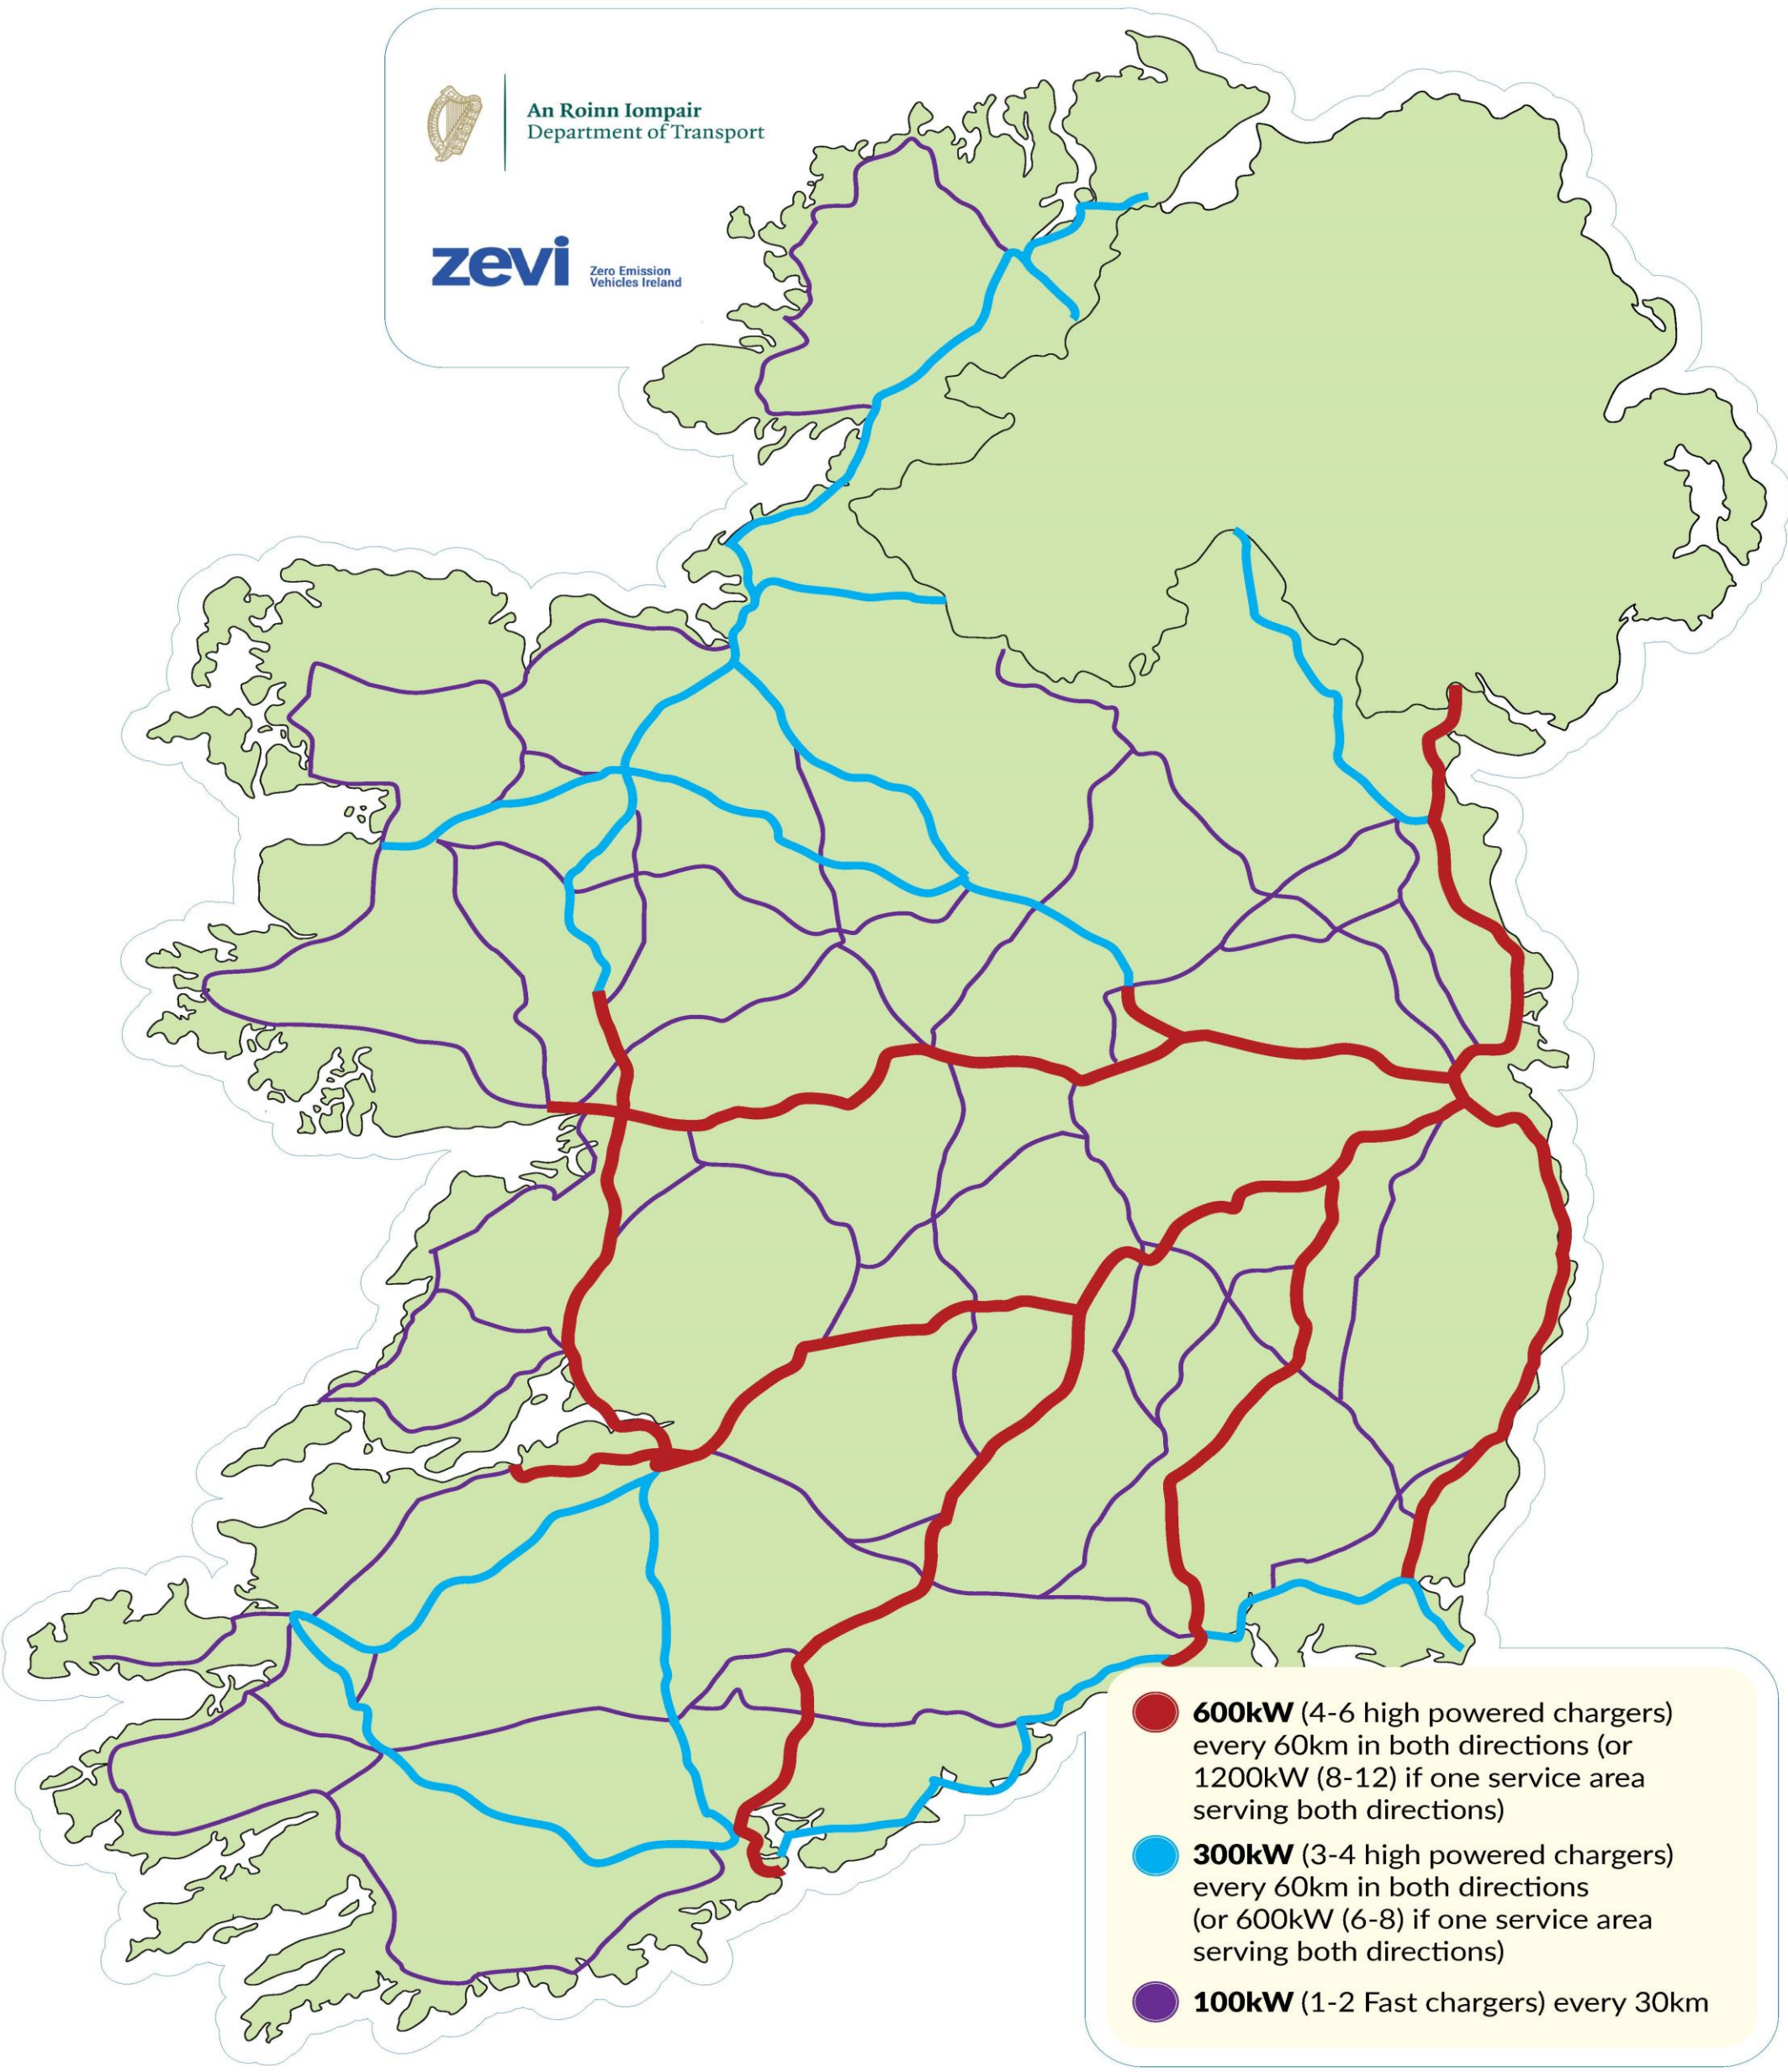 An Roinn Iompair
Department of Transport
zevi
Zero Emission
Vehicles Ireland
600kW (4-6 high powered chargers)
every 60km in both directions (or
1200kW (8-12) if one service area
serving both directions)
300kW (3-4 high powered chargers)
every 60km in both directions
(or 600kW (6-8) if one service area
serving both directions)
100kW (1-2 Fast chargers) every 30km